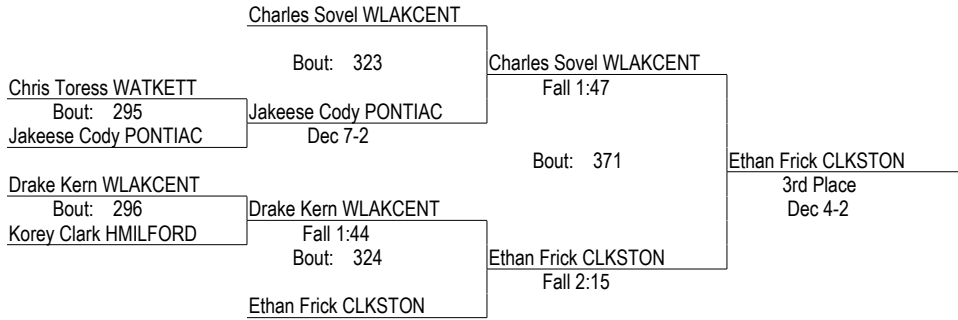 Charles Sovel WLAKCENT
Bout: 323
Charles Sovel WLAKCENT
Chris Toress WATKETT
Fall 1:47
Bout: 295
Jakeese Cody PONTIAC
Jakeese Cody PONTIAC
Dec 7-2
Bout: 371
Ethan Frick CLKSTON
Drake Kern WLAKCENT
3rd Place
Bout: 296
Drake Kern WLAKCENT
Dec 4-2
Korey Clark HMILFORD
Fall 1:44
Bout: 324
Ethan Frick CLKSTON
Fall 2:15
Ethan Frick CLKSTON